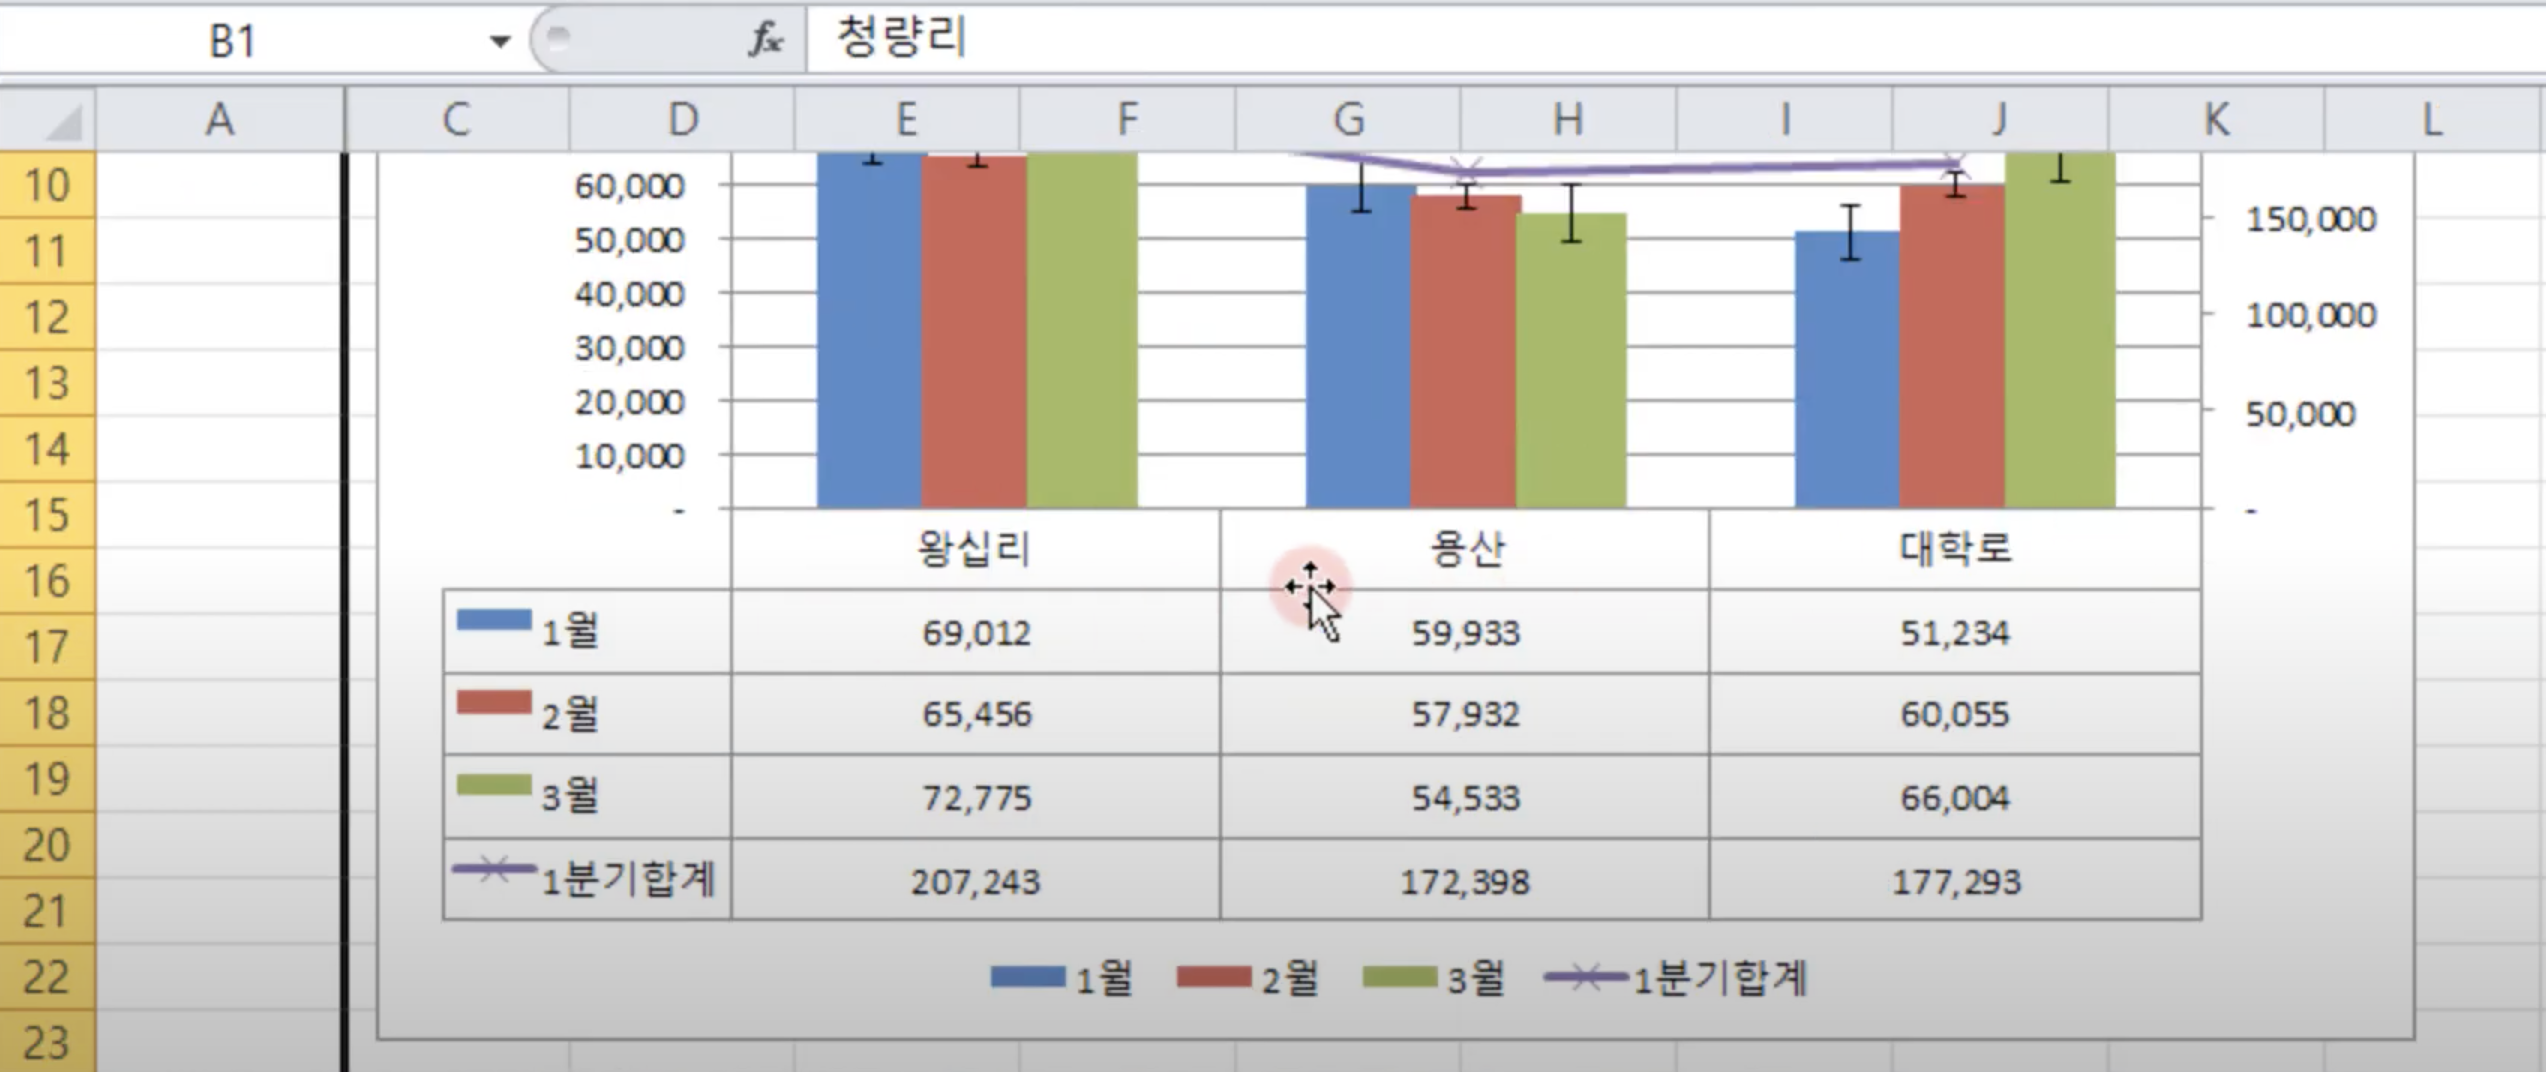 B1 fx 청량리
A C D E F G H I J K L
10 60,000
150,000
11 50,000
12 40,000 100,000
13 30,000
20,000 50,000
14 10,000
15 - -
16 왕십리 용산 대학로
17 1월 69,012 59,933 51,234
18 2월 65,456 57,932 60,055
19 3월 72,775 54,533 66,004
20
21 1분기합계 207,243 172,398 177,293
22 1월 2월 3월 1분기합계
23